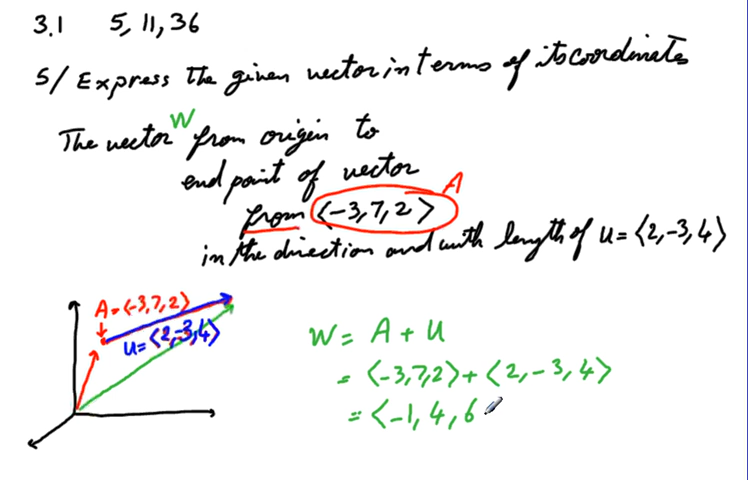 3.1 5, 11, 36
5/ Express the given vector in terms of its coordinates
The vector W from origin to
end point of vector
from ⟨-3,7,2⟩ A
in the direction and with length of u = ⟨2,-3,4⟩
A=⟨-3,7,2⟩
u=⟨2,-3,4⟩
W = A + u
= ⟨-3,7,2⟩+⟨2,-3,4⟩
= ⟨-1,4,6